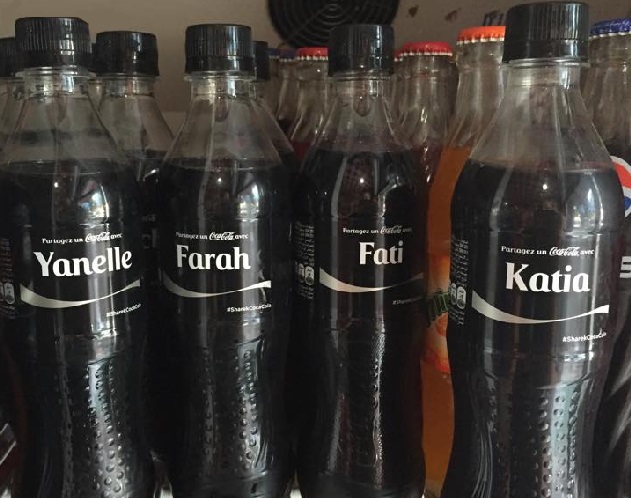 Partagez un Coca-Cola avec
Yanelle
Partagez un Coca-Cola avec
Farah
#ShareACocaCola
Partagez un Coca-Cola avec
Fati
Partagez un Coca-Cola avec
Katia